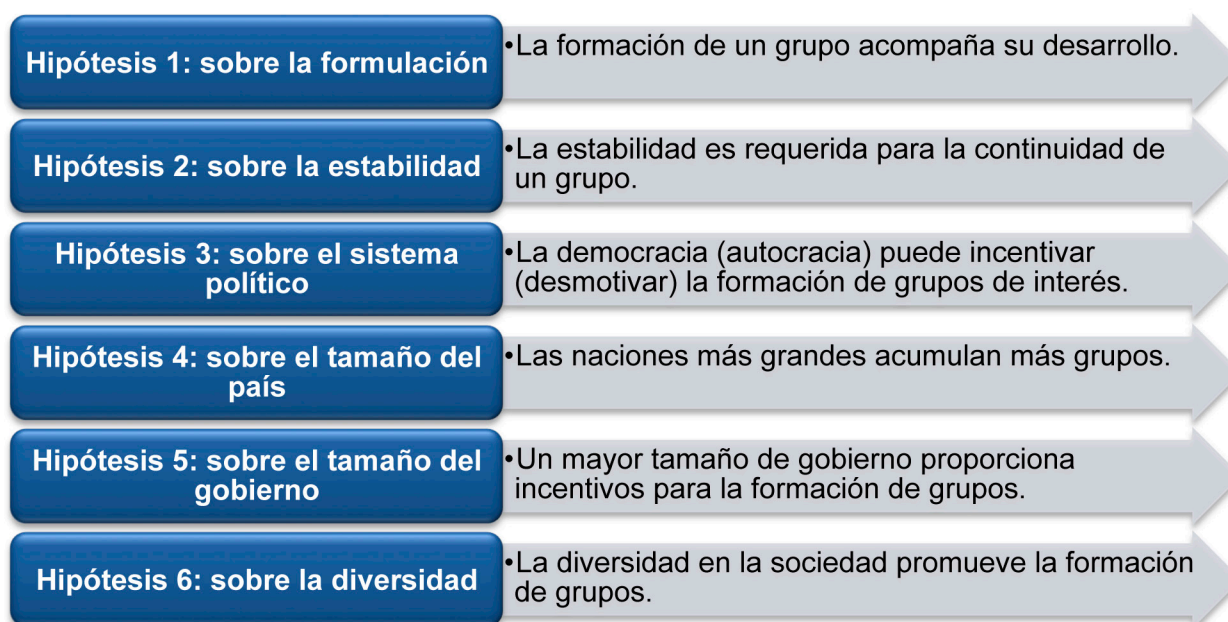 Hipótesis 1: sobre la formulación
•La formación de un grupo acompaña su desarrollo.
Hipótesis 2: sobre la estabilidad
•La estabilidad es requerida para la continuidad de
un grupo.
Hipótesis 3: sobre el sistema
político
•La democracia (autocracia) puede incentivar
(desmotivar) la formación de grupos de interés.
Hipótesis 4: sobre el tamaño del
país
•Las naciones más grandes acumulan más grupos.
Hipótesis 5: sobre el tamaño del
gobierno
•Un mayor tamaño de gobierno proporciona
incentivos para la formación de grupos.
Hipótesis 6: sobre la diversidad
•La diversidad en la sociedad promueve la formación
de grupos.